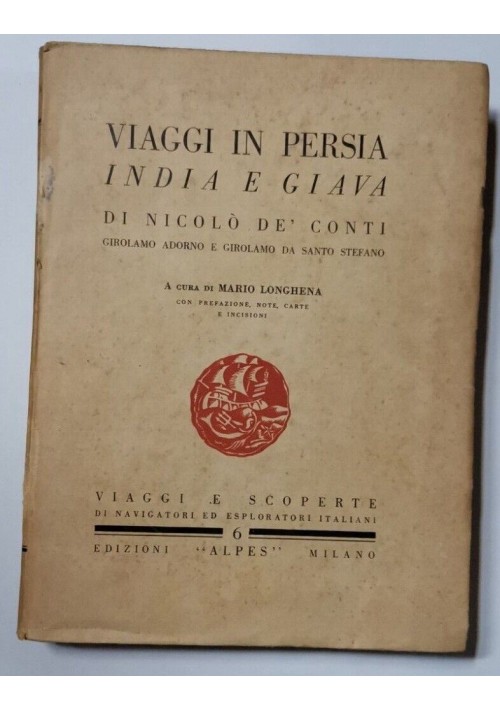 VIAGGI IN PERSIA
INDIA E GIAVA
DI NICOLÒ DE' CONTI
GIROLAMO ADORNO E GIROLAMO DA SANTO STEFANO
A CURA DI MARIO LONGHENA
CON PREFAZIONE, NOTE, CARTE
E INCISIONI
VIAGGI E SCOPERTE
DI NAVIGATORI ED ESPLORATORI ITALIANI
6
EDIZIONI "ALPES" MILANO